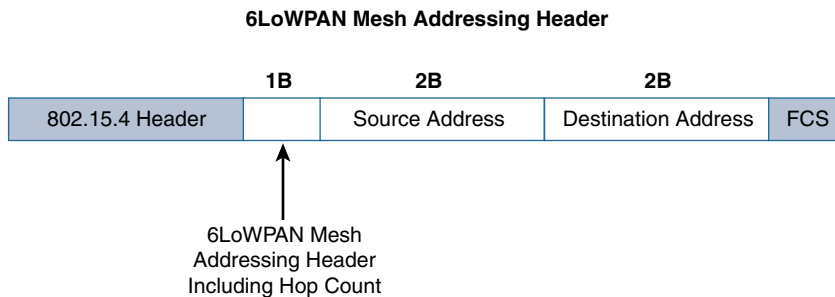 6LoWPAN Mesh Addressing Header
1B 2B 2B
802.15.4 Header Source Address Destination Address FCS
6LoWPAN Mesh
Addressing Header
Including Hop Count